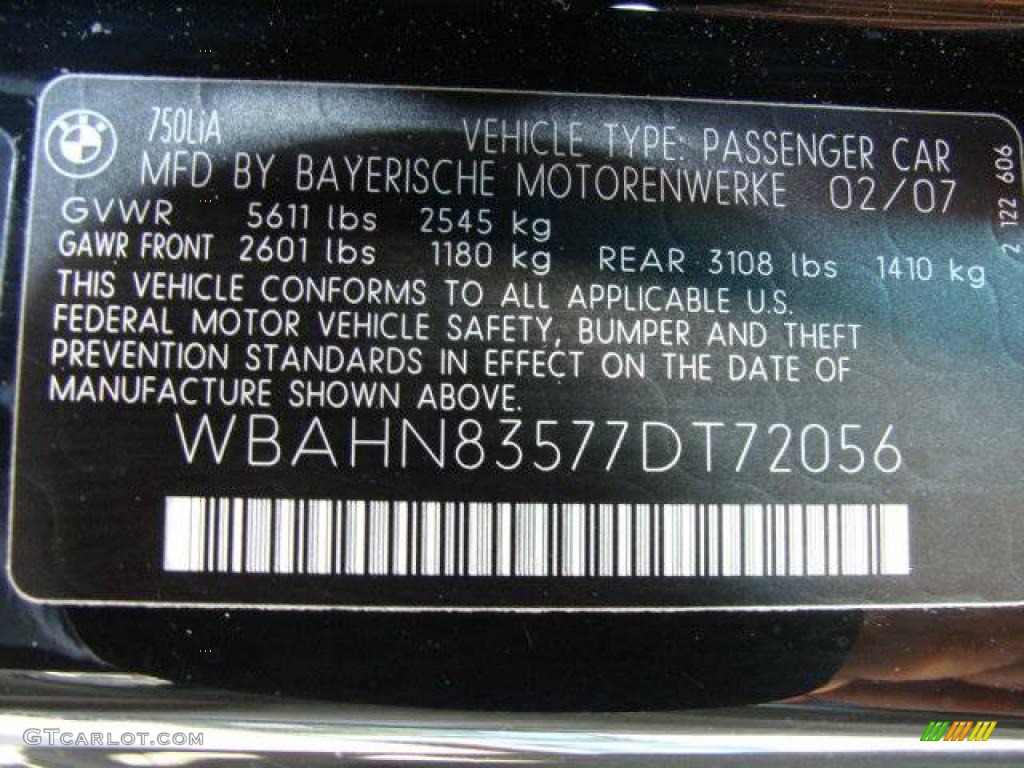 750LiA VEHICLE TYPE: PASSENGER CAR
MFD BY BAYERISCHE MOTORENWERKE 02/07
GVWR 5611 lbs 2545 kg
GAWR FRONT 2601 lbs 1180 kg REAR 3108 lbs 1410 kg
THIS VEHICLE CONFORMS TO ALL APPLICABLE U.S.
FEDERAL MOTOR VEHICLE SAFETY, BUMPER AND THEFT
PREVENTION STANDARDS IN EFFECT ON THE DATE OF
MANUFACTURE SHOWN ABOVE.
WBAHN83577DT72056
2 122 606
GTcarlot.com